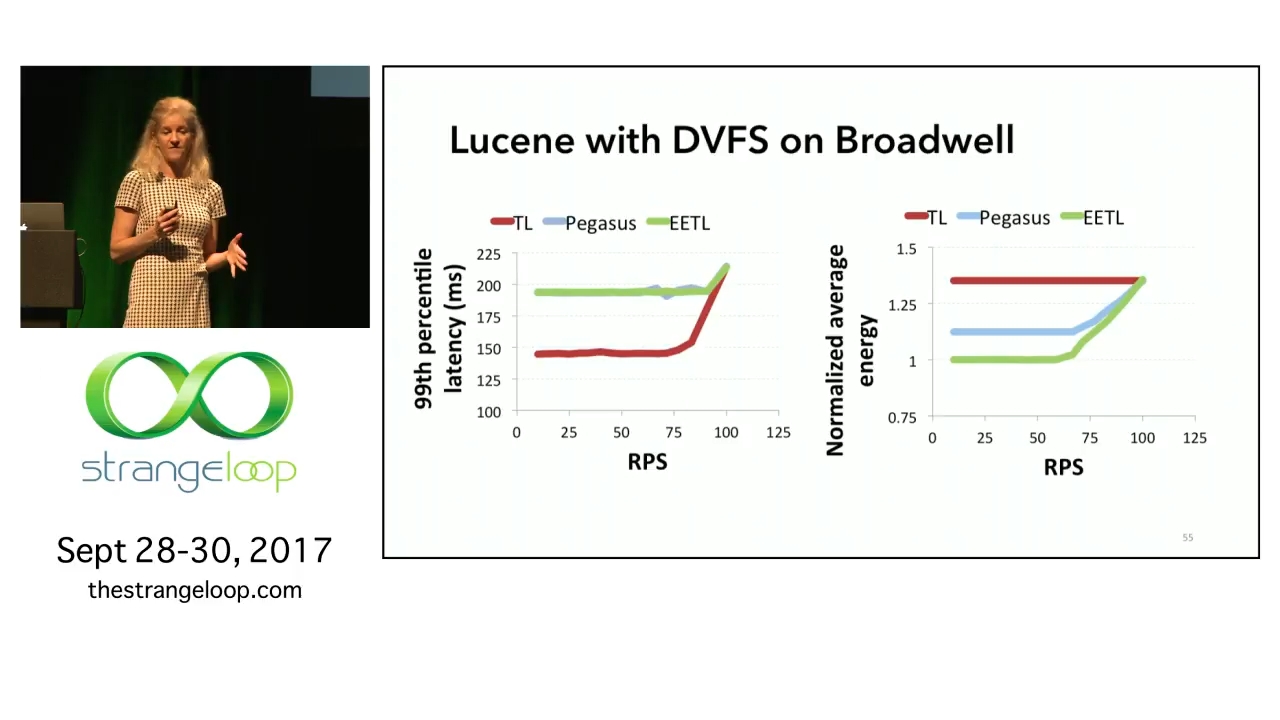 Lucene with DVFS on Broadwell
TL Pegasus EETL
99th percentile
latency (ms)
225
200
175
150
125
100
0 25 50 75 100 125
RPS
TL Pegasus EETL
Normalized average
energy
1.5
1.25
1
0.75
0 25 50 75 100 125
RPS
55
strangeloop
Sept 28-30, 2017
thestrangeloop.com